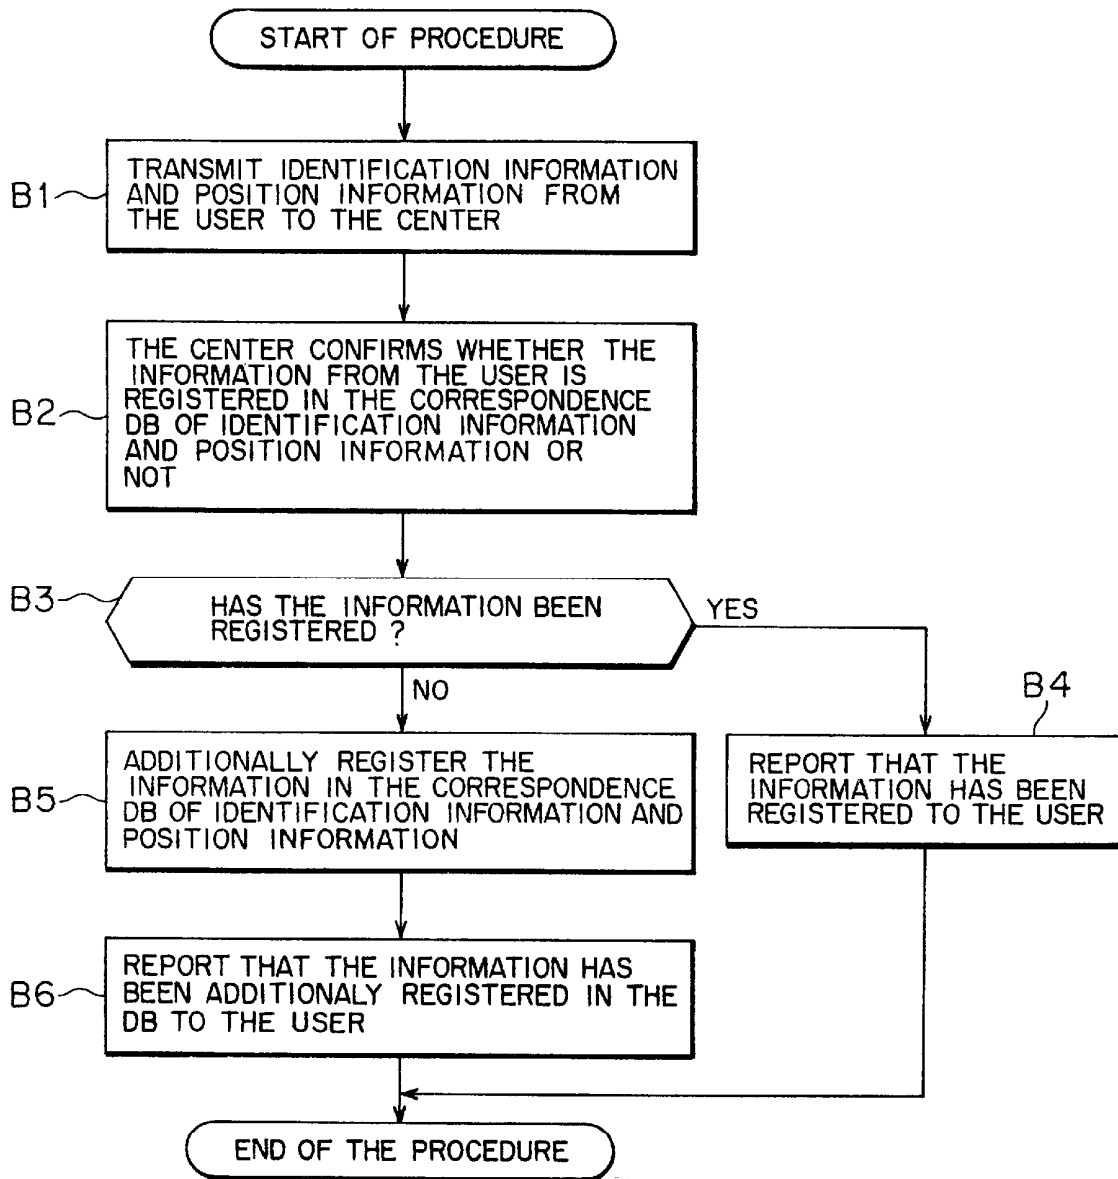 START OF PROCEDURE
B1
TRANSMIT IDENTIFICATION INFORMATION
AND POSITION INFORMATION FROM
THE USER TO THE CENTER
B2
THE CENTER CONFIRMS WHETHER THE
INFORMATION FROM THE USER IS
REGISTERED IN THE CORRESPONDENCE
DB OF IDENTIFICATION INFORMATION
AND POSITION INFORMATION OR
NOT
B3
HAS THE INFORMATION BEEN
REGISTERED ?
YES
NO
B4
REPORT THAT THE
INFORMATION HAS BEEN
REGISTERED TO THE USER
B5
ADDITIONALLY REGISTER THE
INFORMATION IN THE CORRESPONDENCE
DB OF IDENTIFICATION INFORMATION AND
POSITION INFORMATION
B6
REPORT THAT THE INFORMATION HAS
BEEN ADDITIONALY REGISTERED IN THE
DB TO THE USER
END OF THE PROCEDURE